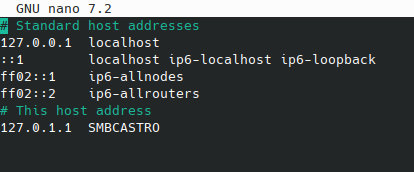 GNU nano 7.2
# Standard host addresses
127.0.0.1  localhost
::1        localhost ip6-localhost ip6-loopback
ff02::1    ip6-allnodes
ff02::2    ip6-allrouters
# This host address
127.0.1.1  SMBCASTRO